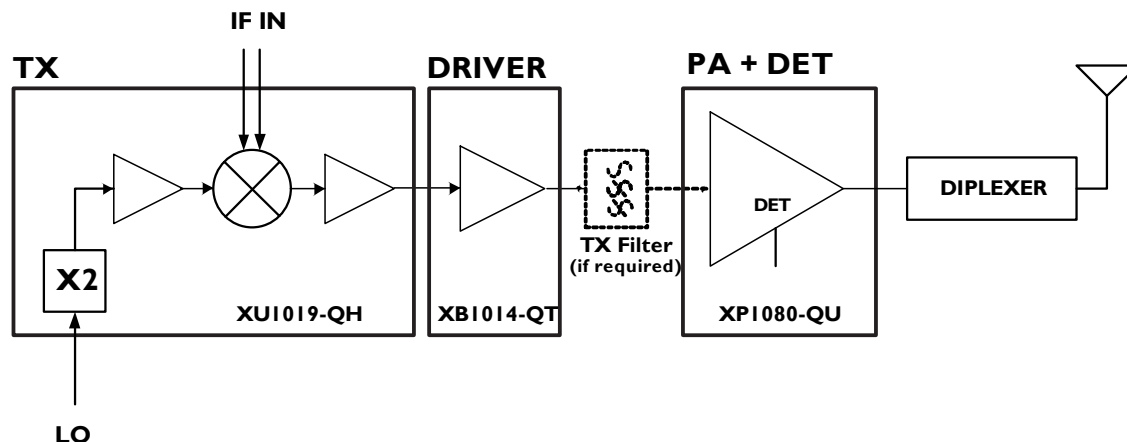 IF IN
TX
DRIVER
PA + DET
DET
DIPLEXER
TX Filter
(if required)
X2
XU1019-QH
XB1014-QT
XP1080-QU
LO